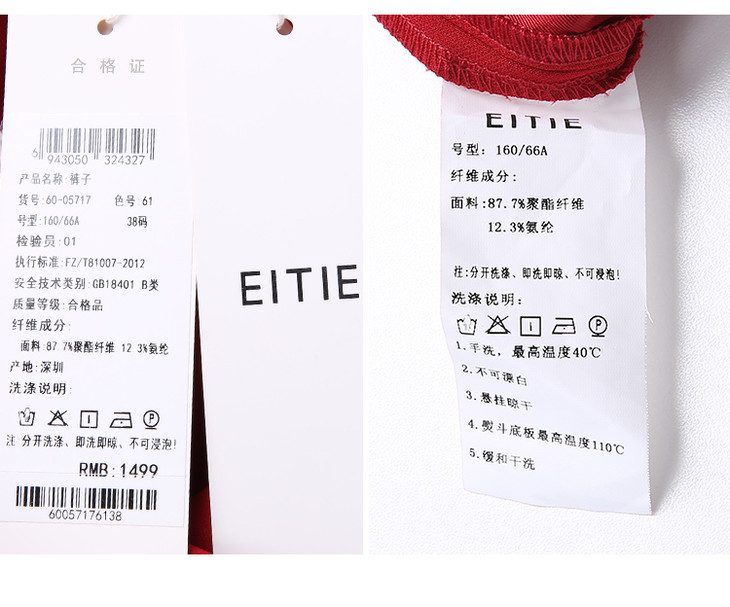 合格证
6 943050 324327
产品名称:裤子
货号:60-05717 色号:61
号型:160/66A 38码
检验员:01
执行标准:FZ/T81007-2012
安全技术类别:GB18401 B类
质量等级:合格品
纤维成分:
面料:87 7%聚酯纤维 12 3%氨纶
产地:深圳
洗涤说明:
注 分开洗涤、即洗即晾、不可浸泡!
RMB:1499
60057176138
EITIE
EITIE
号型: 160/66A
纤维成分:
面料:87.7%聚酯纤维
12.3%氨纶
注:分开洗涤、即洗即晾、不可浸泡!
洗涤说明:
1.手洗, 最高温度40℃
2.不可漂白
3.悬挂晾干
4.熨斗底板最高温度110℃
5.缓和干洗